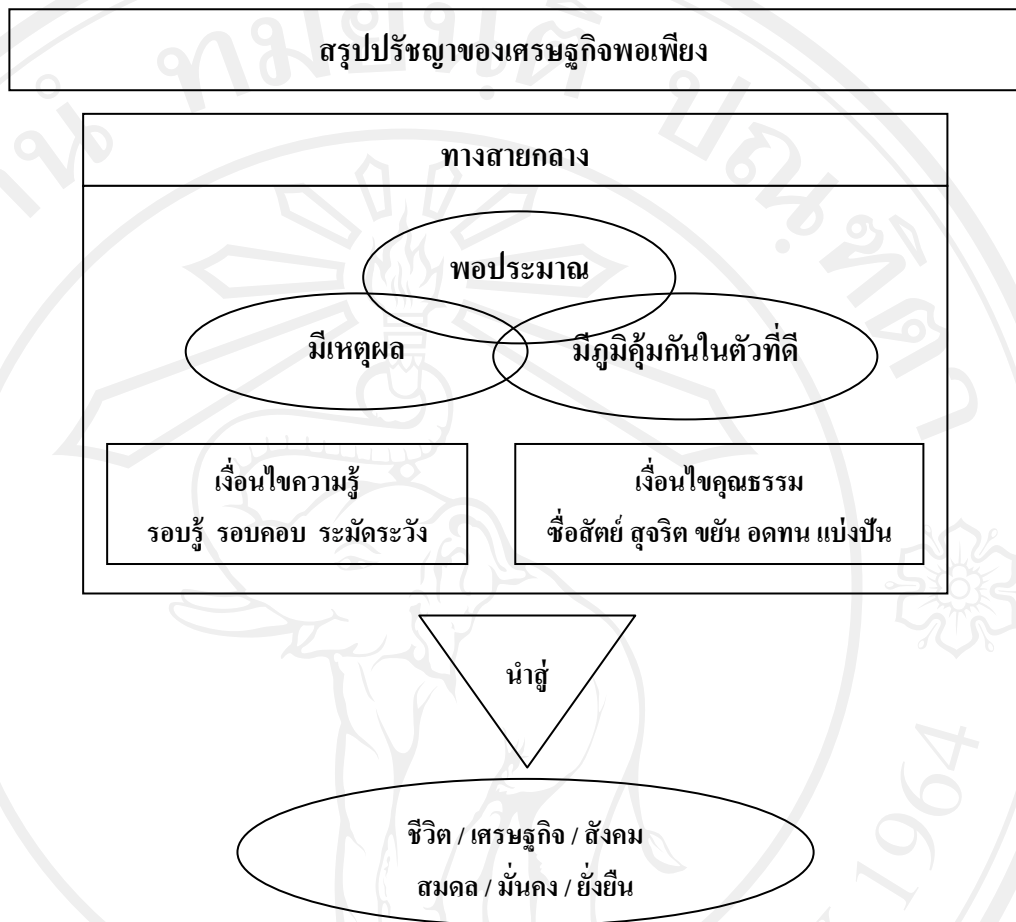 สรุปปรัชญาของเศรษฐกิจพอเพียง
ทางสายกลาง
พอประมาณ
มีเหตุผล
มีภูมิคุ้มกันในตัวที่ดี
เงื่อนไขความรู้
รอบรู้ รอบคอบ ระมัดระวัง
เงื่อนไขคุณธรรม
ซื่อสัตย์ สุจริต ขยัน อดทน แบ่งปัน
นำสู่
ชีวิต / เศรษฐกิจ / สังคม
สมดล / มั่นคง / ยั่งยืน
1964